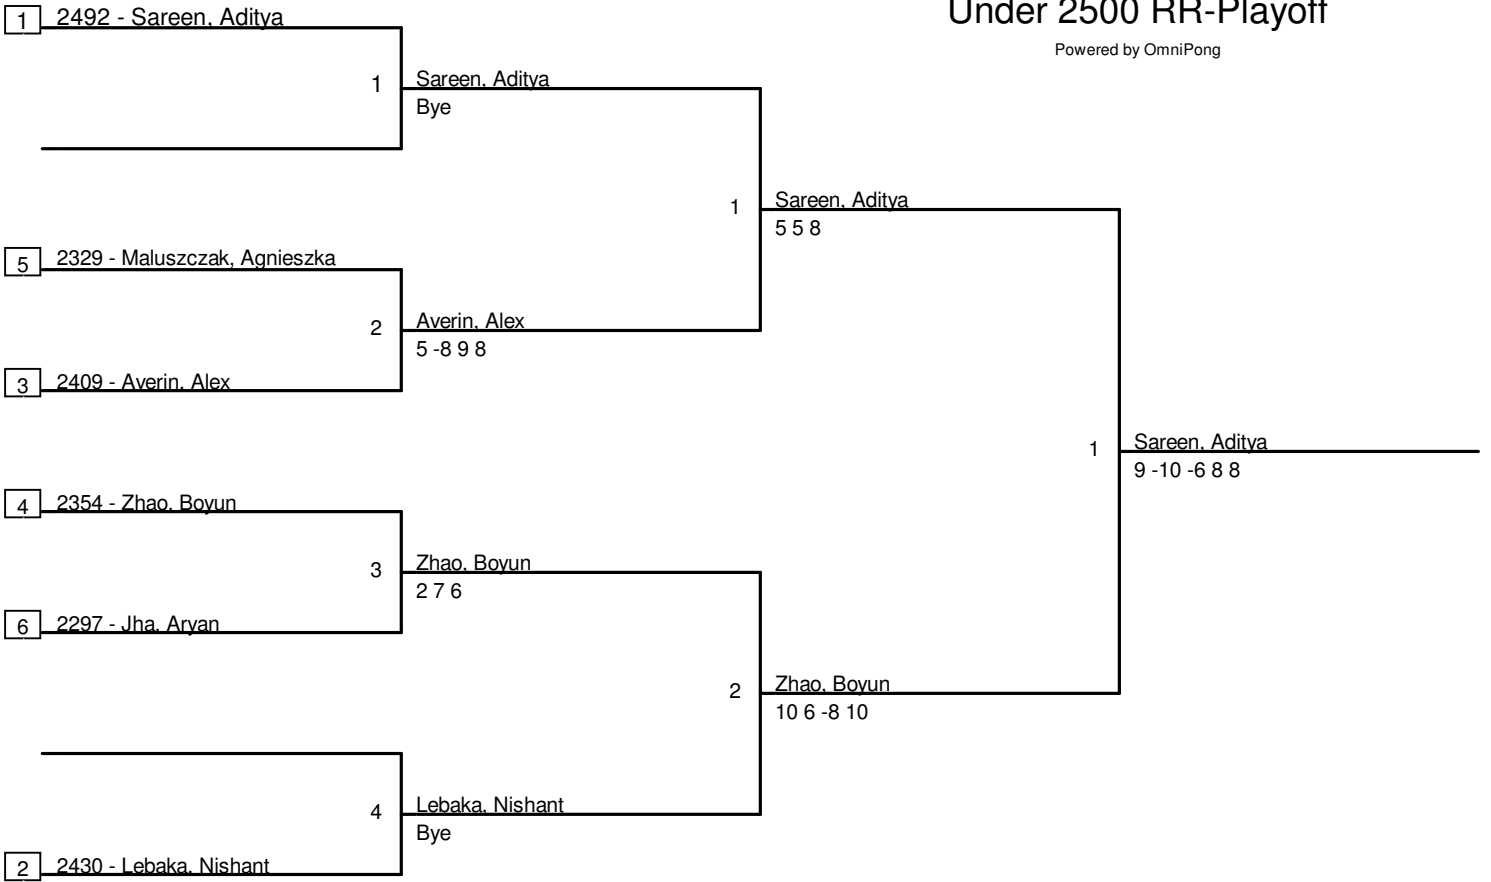 Under 2500 RR-Playoff
Powered by OmniPong
1 2492 - Sareen, Aditya
1 Sareen, Aditya
Bye
1 Sareen, Aditya
5 5 8
5 2329 - Maluszczak, Agnieszka
2 Averin, Alex
5 -8 9 8
3 2409 - Averin, Alex
1 Sareen, Aditya
9 -10 -6 8 8
4 2354 - Zhao, Boyun
3 Zhao, Boyun
2 7 6
6 2297 - Jha, Aryan
2 Zhao, Boyun
10 6 -8 10
4 Lebaka, Nishant
Bye
2 2430 - Lebaka, Nishant